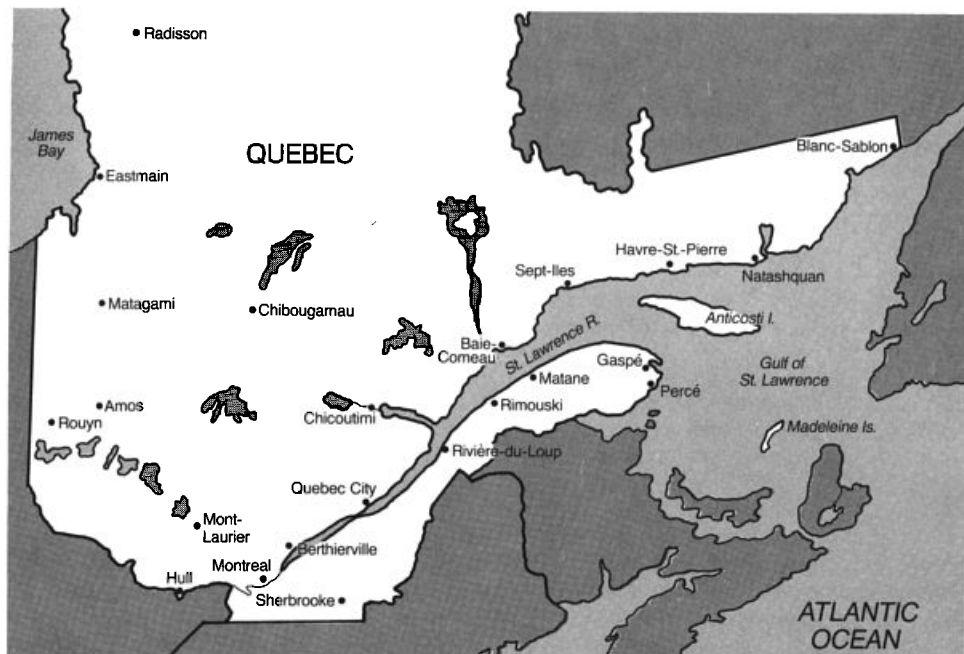 Radisson
James
Bay
QUEBEC
Blanc-Sablon
Eastmain
Havre-St.-Pierre
Sept-Iles
Natashquan
Matagami
Chibougamau
Anticosti I.
St. Lawrence R.
Baie-
Comeau
Gaspé
Gulf of
St. Lawrence
Matane
Percé
Amos
Chicoutimi
Rimouski
Rouyn
Madeleine Is.
Rivière-du-Loup
Quebec City
Mont-
Laurier
Berthierville
Montreal
Hull
Sherbrooke
ATLANTIC
OCEAN